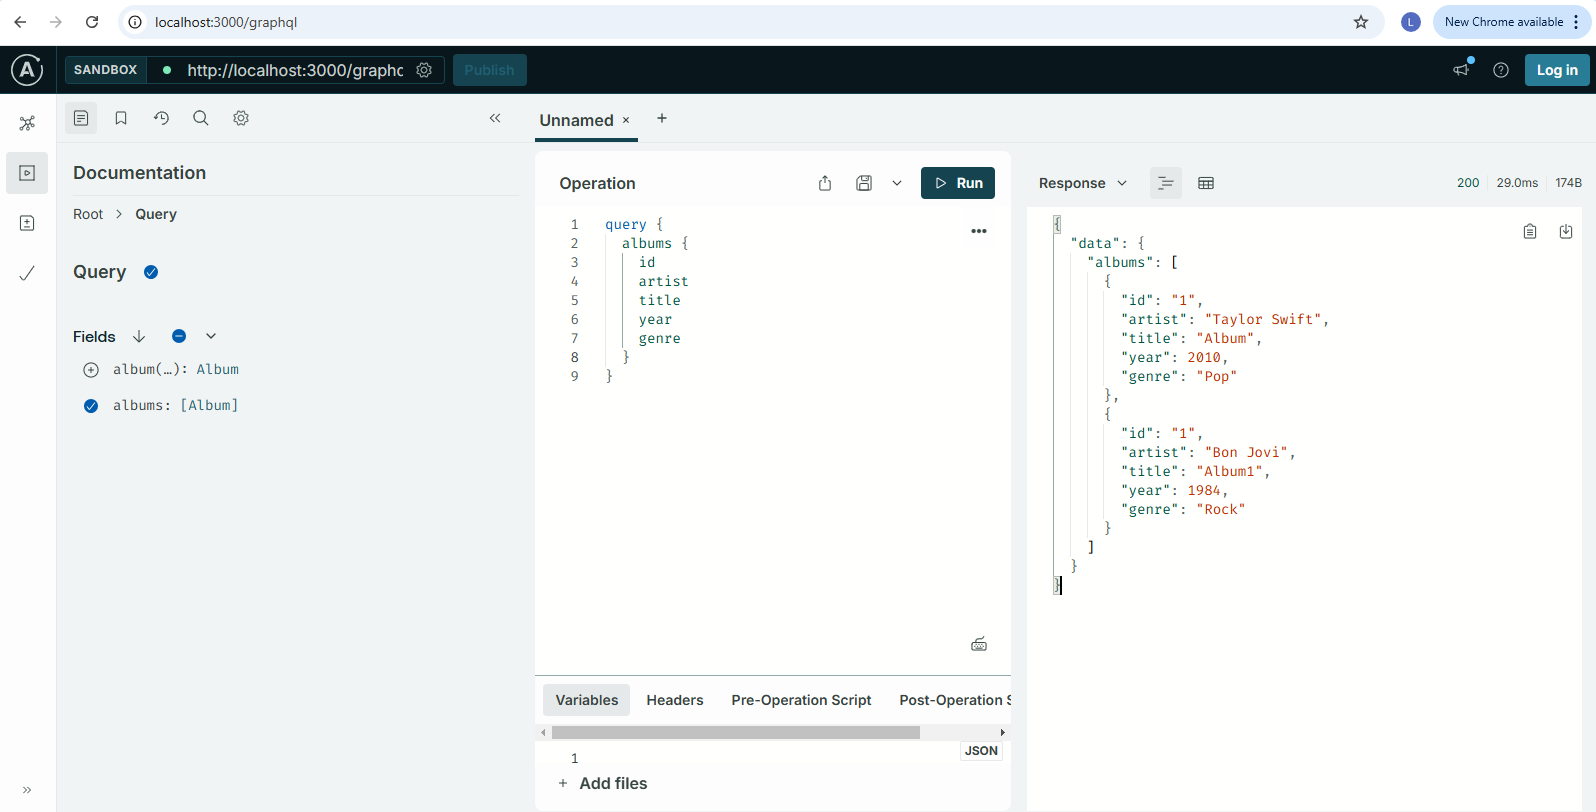 localhost:3000/graphql
L
New Chrome available
A
SANDBOX
http://localhost:3000/graphc
Publish
Log in
Documentation
Root > Query
Query
Fields
album(…): Album
albums: [Album]
Unnamed × +
Operation
Run
1 query {
2 albums {
3 id
4 artist
5 title
6 year
7 genre
8 }
9 }
Variables Headers Pre-Operation Script Post-Operation S
JSON
1
+ Add files
Response
200 29.0ms 174B
{
"data": {
"albums": [
{
"id": "1",
"artist": "Taylor Swift",
"title": "Album",
"year": 2010,
"genre": "Pop"
},
{
"id": "1",
"artist": "Bon Jovi",
"title": "Album1",
"year": 1984,
"genre": "Rock"
}
]
}
}